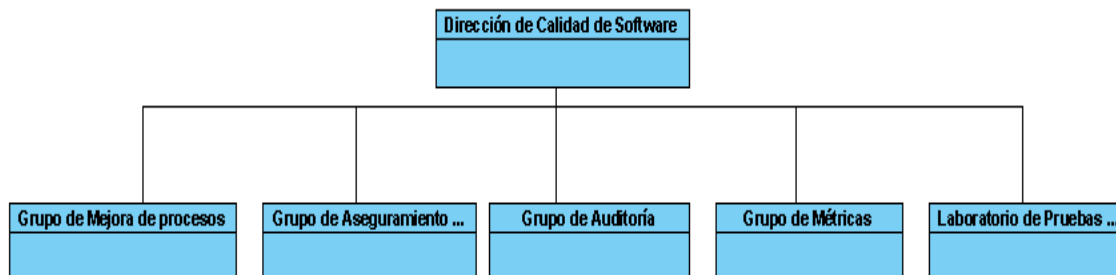 Dirección de Calidad de Software
Grupo de Mejora de procesos
Grupo de Aseguramiento ...
Grupo de Auditoría
Grupo de Métricas
Laboratorio de Pruebas ...